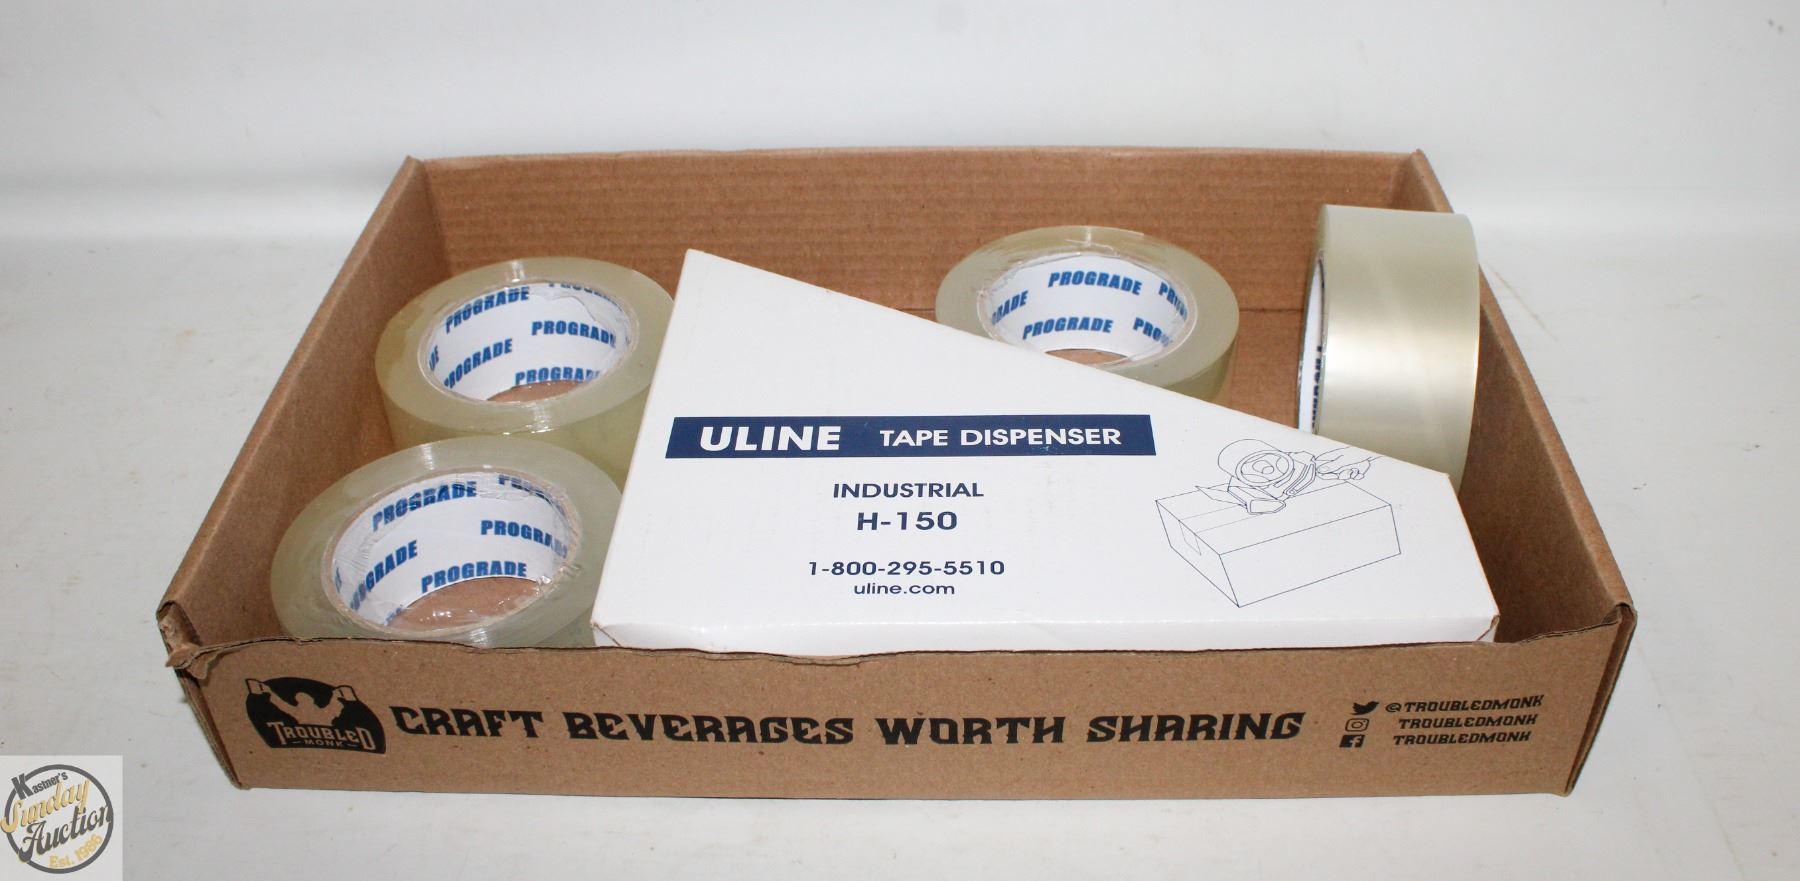 PROGRADE
PROGRADE
PROGRADE
PROGRADE
PROGRADE
PROGRADE
PROGRADE
PROGRADE
PROGRADE
ULINE TAPE DISPENSER
INDUSTRIAL
H-150
1-800-295-5510
uline.com
TROUBLED
MONK
CRAFT BEVERAGES WORTH SHARING
@TROUBLEDMONK
TROUBLEDMONK
TROUBLEDMONK
Kastner's
Sunday
Auction
Est. 1986